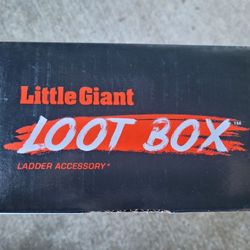 Little Giant
LOOT BOX™
LADDER ACCESSORY*